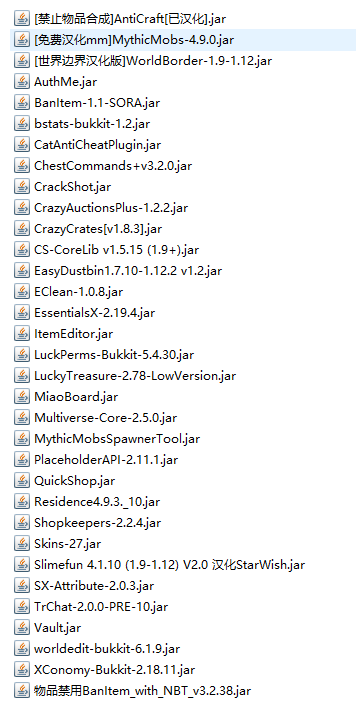 [禁止物品合成]AntiCraft[已汉化].jar
[免费汉化mm]MythicMobs-4.9.0.jar
[世界边界汉化版]WorldBorder-1.9-1.12.jar
AuthMe.jar
BanItem-1.1-SORA.jar
bstats-bukkit-1.2.jar
CatAntiCheatPlugin.jar
ChestCommands+v3.2.0.jar
CrackShot.jar
CrazyAuctionsPlus-1.2.2.jar
CrazyCrates[v1.8.3].jar
CS-CoreLib v1.5.15 (1.9+).jar
EasyDustbin1.7.10-1.12.2 v1.2.jar
EClean-1.0.8.jar
EssentialsX-2.19.4.jar
ItemEditor.jar
LuckPerms-Bukkit-5.4.30.jar
LuckyTreasure-2.78-LowVersion.jar
MiaoBoard.jar
Multiverse-Core-2.5.0.jar
MythicMobsSpawnerTool.jar
PlaceholderAPI-2.11.1.jar
QuickShop.jar
Residence4.9.3._10.jar
Shopkeepers-2.2.4.jar
Skins-27.jar
Slimefun 4.1.10 (1.9-1.12) V2.0 汉化StarWish.jar
SX-Attribute-2.0.3.jar
TrChat-2.0.0-PRE-10.jar
Vault.jar
worldedit-bukkit-6.1.9.jar
XConomy-Bukkit-2.18.11.jar
物品禁用BanItem_with_NBT_v3.2.38.jar